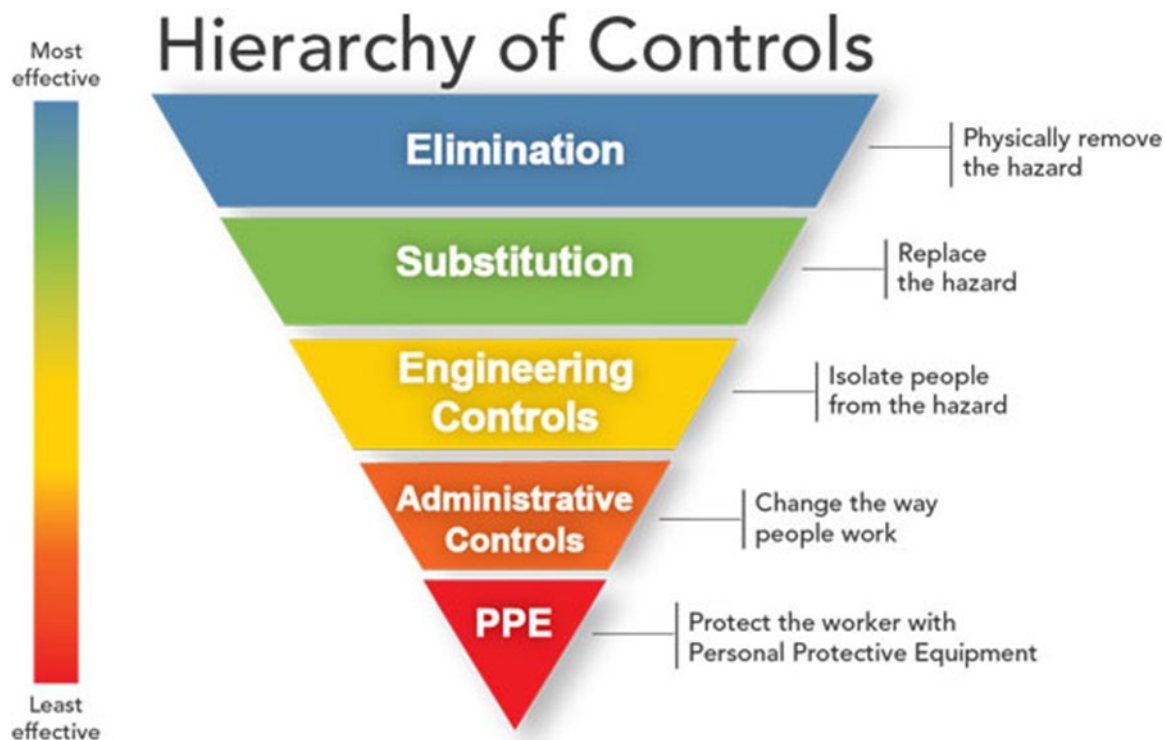 Hierarchy of Controls
Most
effective
Elimination
Physically remove
the hazard
Substitution
Replace
the hazard
Engineering
Controls
Isolate people
from the hazard
Administrative
Controls
Change the way
people work
PPE
Protect the worker with
Personal Protective Equipment
Least
effective